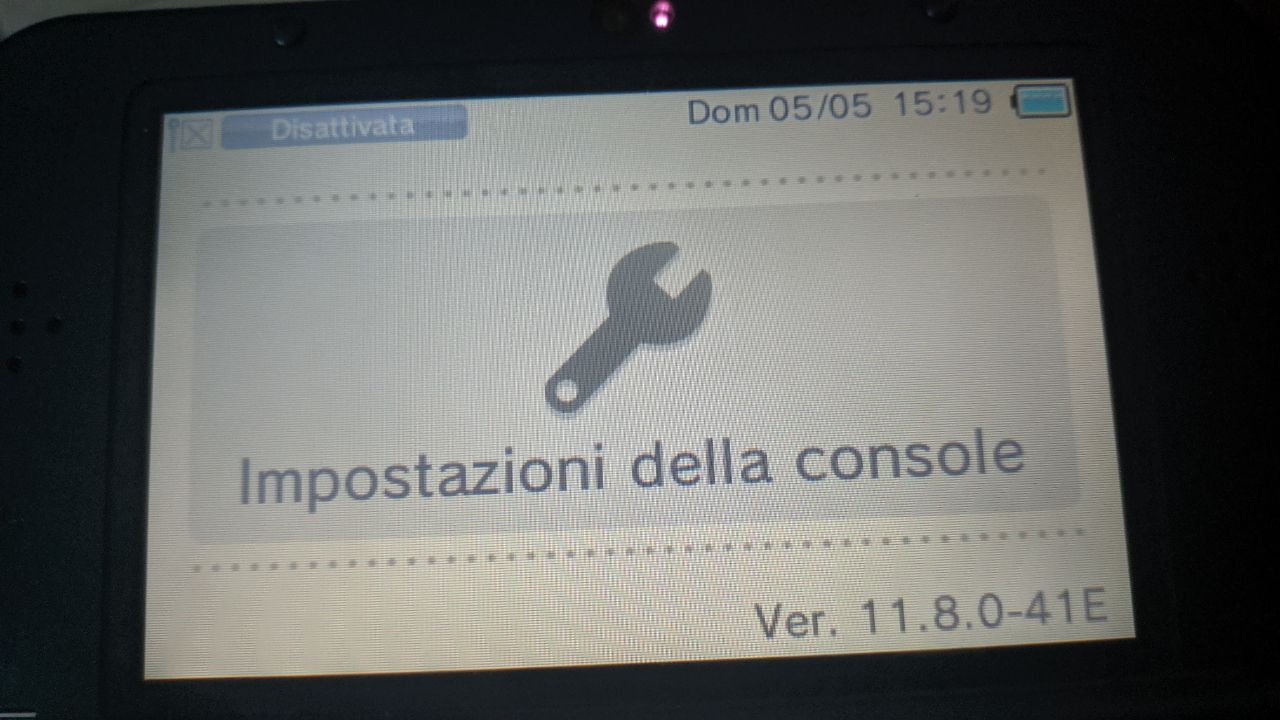 Disattivata
Dom 05/05 15:19
Impostazioni della console
Ver. 11.8.0-41E